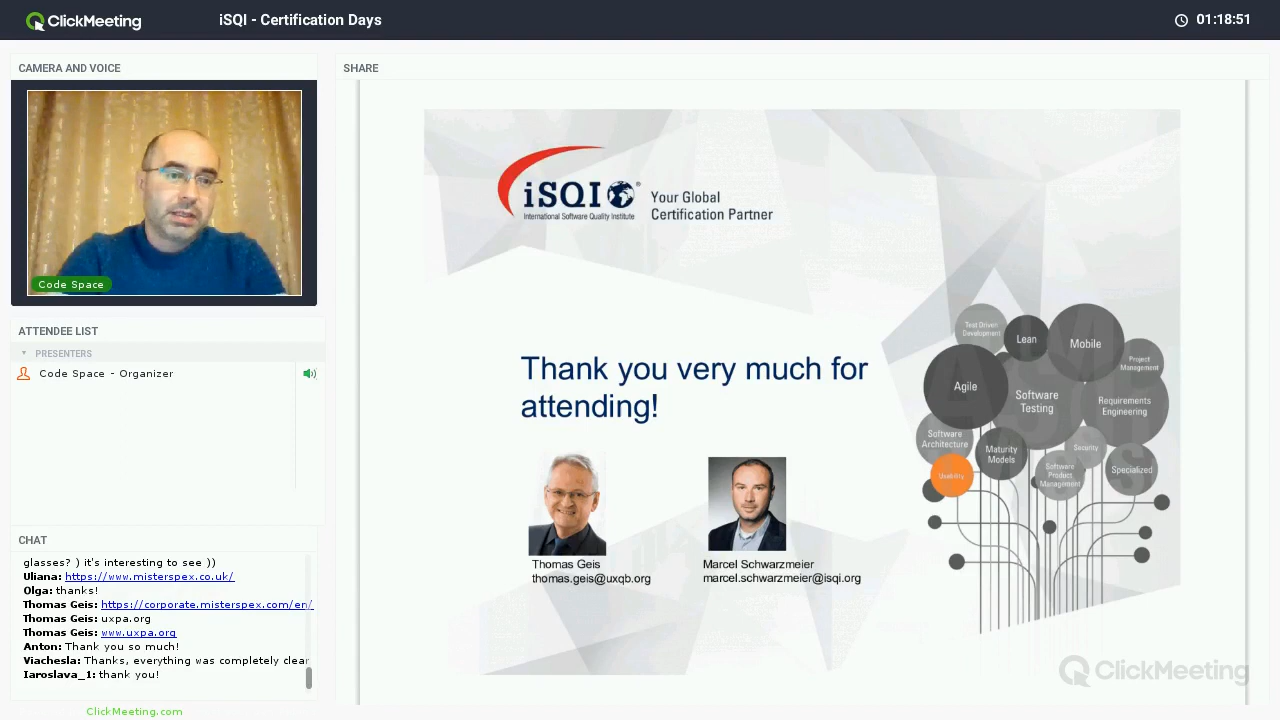 ClickMeeting
iSQI - Certification Days
01:18:51
CAMERA AND VOICE
Code Space
ATTENDEE LIST
PRESENTERS
Code Space - Organizer
CHAT
glasses? ) it's interesting to see ))
Uliana: https://www.misterspex.co.uk/
Olga: thanks!
Thomas Geis: https://corporate.misterspex.com/en/
Thomas Geis: uxpa.org
Thomas Geis: www.uxpa.org
Anton: Thank you so much!
Viachesla: Thanks, everything was completely clear
Iaroslava_1: thank you!
ClickMeeting.com
SHARE
iSQI®
International Software Quality Institute
Your Global
Certification Partner
Thank you very much for
attending!
Thomas Geis
thomas.geis@uxqb.org
Marcel Schwarzmeier
marcel.schwarzmeier@isqi.org
Test Driven
Development
Lean
Mobile
Project
Management
Agile
Software
Testing
Requirements
Engineering
Software
Architecture
Maturity
Models
Security
Usability
Software
Product
Management
Specialized
ClickMeeting